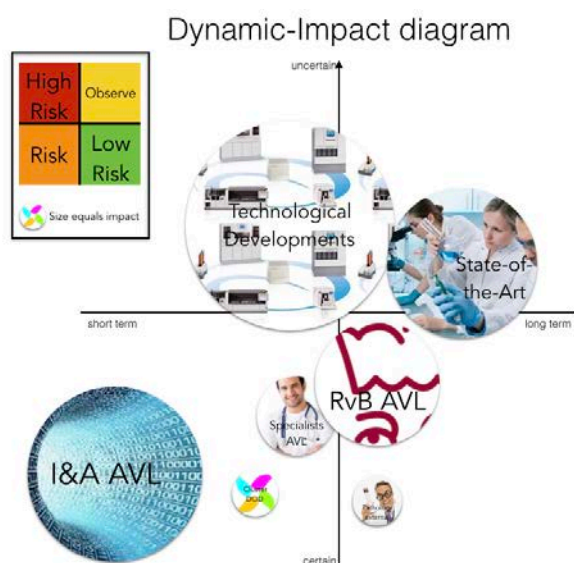 Dynamic-Impact diagram
uncertain
High
Risk
Observe
Risk
Low
Risk
Size equals impact
Technological
Developments
State-of-
the-Art
short term
long term
RvB AVL
Specialists
AVL
I&A AVL
certain